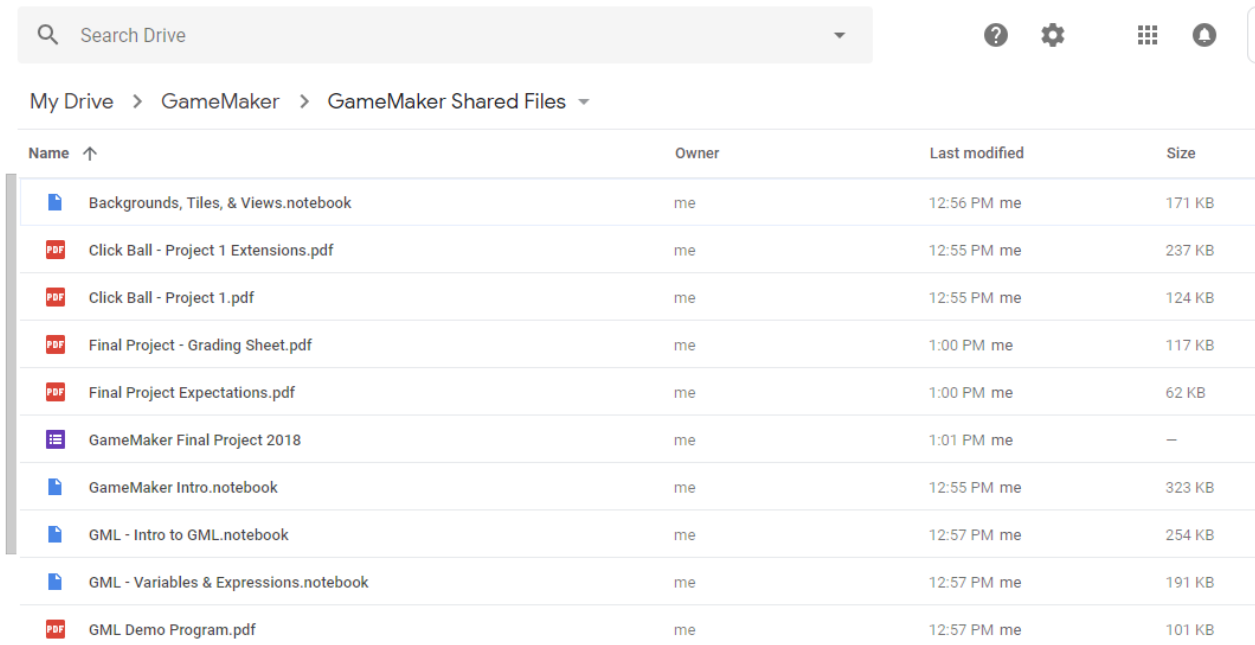 Search Drive
My Drive > GameMaker > GameMaker Shared Files
Name Owner Last modified Size
Backgrounds, Tiles, & Views.notebook me 12:56 PM me 171 KB
PDF Click Ball - Project 1 Extensions.pdf me 12:55 PM me 237 KB
PDF Click Ball - Project 1.pdf me 12:55 PM me 124 KB
PDF Final Project - Grading Sheet.pdf me 1:00 PM me 117 KB
PDF Final Project Expectations.pdf me 1:00 PM me 62 KB
GameMaker Final Project 2018 me 1:01 PM me —
GameMaker Intro.notebook me 12:55 PM me 323 KB
GML - Intro to GML.notebook me 12:57 PM me 254 KB
GML - Variables & Expressions.notebook me 12:57 PM me 191 KB
PDF GML Demo Program.pdf me 12:57 PM me 101 KB